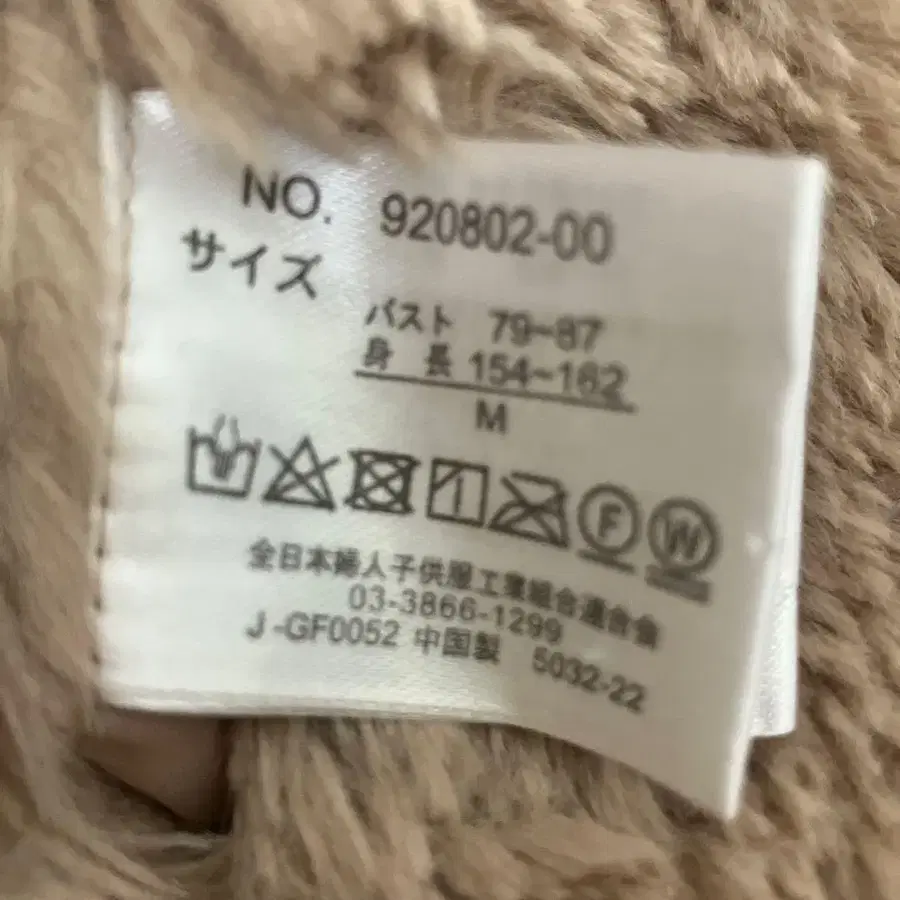 NO. 920802-00
サイズ
バスト 79~87
身 長 154~162
M
F W
全日本婦人子供服工業組合連合会
03-3866-1299
J-GF0052 中国製 5032-22